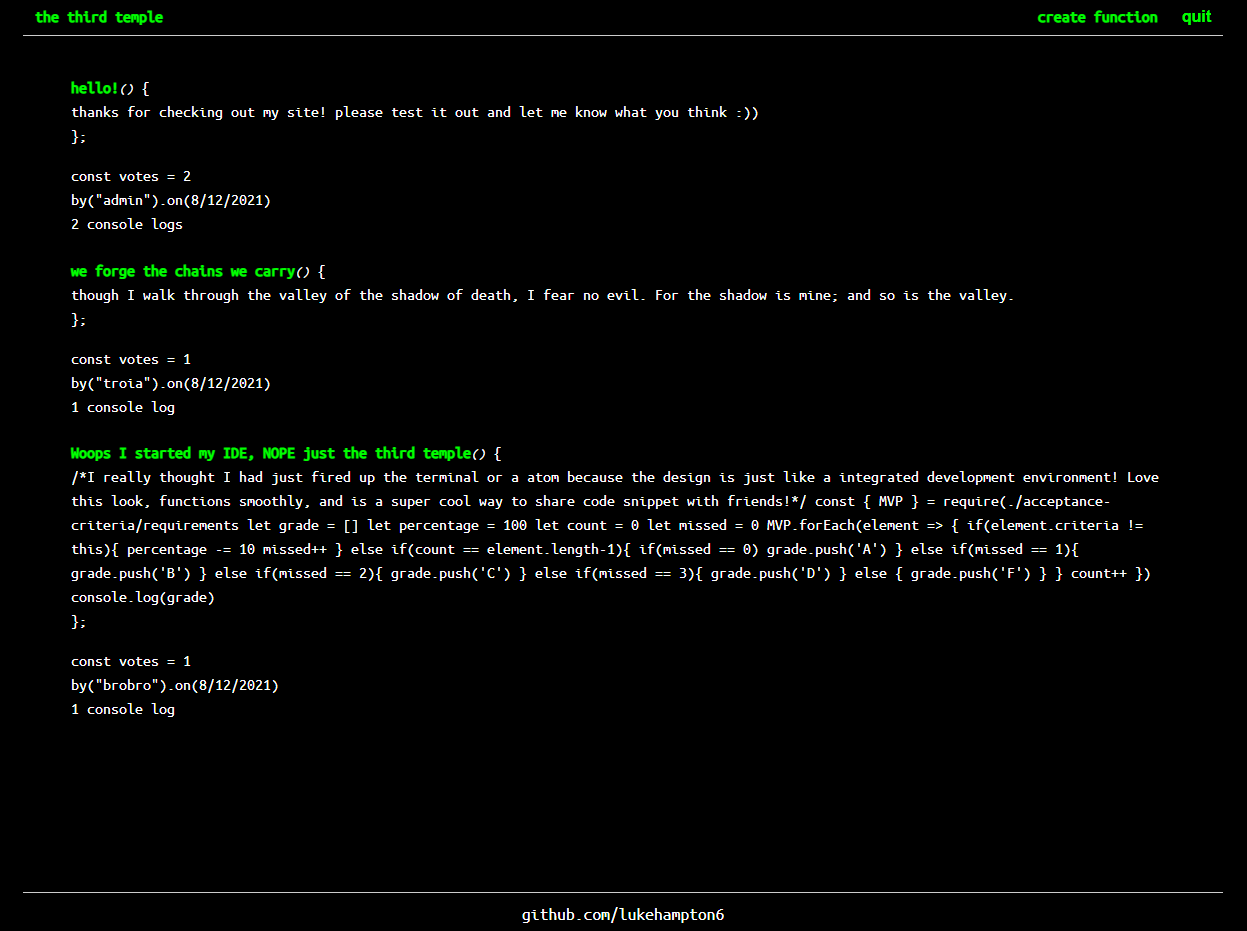 the third temple create function quit
hello!() {
thanks for checking out my site! please test it out and let me know what you think :))
};
const votes = 2
by("admin").on(8/12/2021)
2 console logs
we forge the chains we carry() {
though I walk through the valley of the shadow of death, I fear no evil. For the shadow is mine; and so is the valley.
};
const votes = 1
by("troia").on(8/12/2021)
1 console log
Woops I started my IDE, NOPE just the third temple() {
/*I really thought I had just fired up the terminal or a atom because the design is just like a integrated development environment! Love
this look, functions smoothly, and is a super cool way to share code snippet with friends!*/ const { MVP } = require(./acceptance-
criteria/requirements let grade = [] let percentage = 100 let count = 0 let missed = 0 MVP.forEach(element => { if(element.criteria !=
this){ percentage -= 10 missed++ } else if(count == element.length-1){ if(missed == 0) grade.push('A') } else if(missed == 1){
grade.push('B') } else if(missed == 2){ grade.push('C') } else if(missed == 3){ grade.push('D') } else { grade.push('F') } } count++ })
console.log(grade)
};
const votes = 1
by("brobro").on(8/12/2021)
1 console log
github.com/lukehampton6